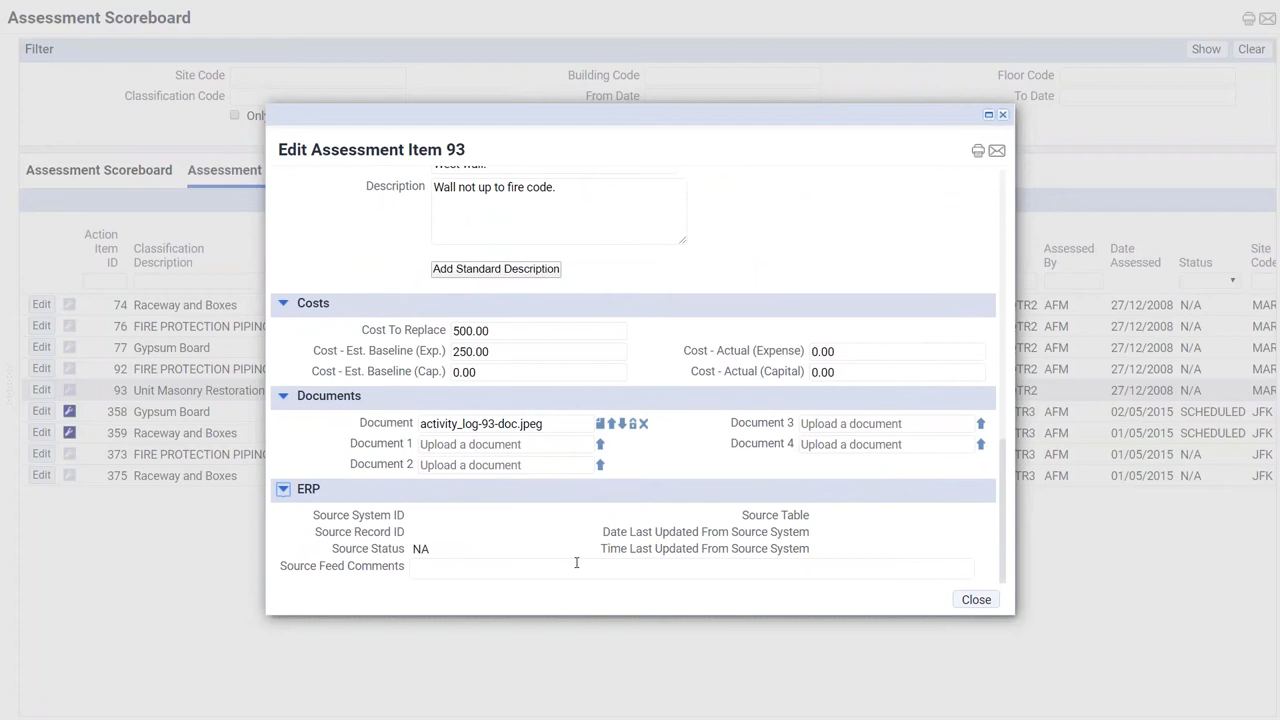 Assessment Scoreboard
Filter Show Clear
Site Code Building Code Floor Code
Classification Code From Date To Date
Only
Assessment Scoreboard Assessment
Edit Assessment Item 93
West wall.
Description Wall not up to fire code.
Add Standard Description
Costs
Cost To Replace 500.00
Cost - Est. Baseline (Exp.) 250.00 Cost - Actual (Expense) 0.00
Cost - Est. Baseline (Cap.) 0.00 Cost - Actual (Capital) 0.00
Documents
Document activity_log-93-doc.jpeg Document 3 Upload a document
Document 1 Upload a document Document 4 Upload a document
Document 2 Upload a document
ERP
Source System ID Source Table
Source Record ID Date Last Updated From Source System
Source Status NA Time Last Updated From Source System
Source Feed Comments
Close
Action
Item
ID
Classification
Description
Assessed
By
Date
Assessed
Status
Site
Code
Edit 74 Raceway and Boxes TR2 AFM 27/12/2008 N/A MAR
Edit 76 FIRE PROTECTION PIPING TR2 AFM 27/12/2008 N/A MAR
Edit 77 Gypsum Board TR2 AFM 27/12/2008 N/A MAR
Edit 92 FIRE PROTECTION PIPING TR2 AFM 27/12/2008 N/A MAR
Edit 93 Unit Masonry Restoration TR2 AFM 27/12/2008 N/A MAR
Edit 358 Gypsum Board TR3 AFM 02/05/2015 SCHEDULED JFK
Edit 359 Raceway and Boxes TR3 AFM 01/05/2015 SCHEDULED JFK
Edit 373 FIRE PROTECTION PIPING TR3 AFM 01/05/2015 N/A JFK
Edit 375 Raceway and Boxes TR3 AFM 01/05/2015 N/A JFK